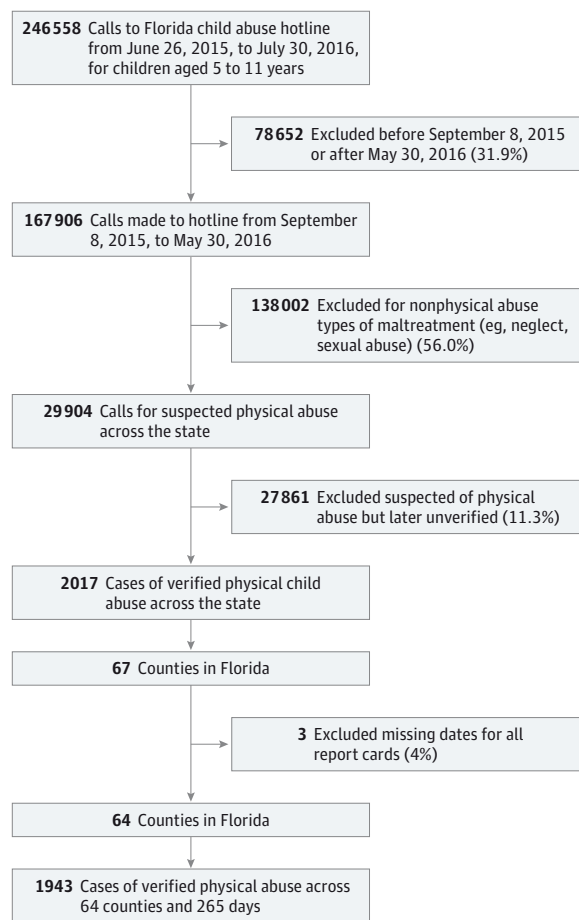 246558 Calls to Florida child abuse hotline
from June 26, 2015, to July 30, 2016,
for children aged 5 to 11 years
78652 Excluded before September 8, 2015
or after May 30, 2016 (31.9%)
167906 Calls made to hotline from September
8, 2015, to May 30, 2016
138002 Excluded for nonphysical abuse
types of maltreatment (eg, neglect,
sexual abuse) (56.0%)
29904 Calls for suspected physical abuse
across the state
27861 Excluded suspected of physical
abuse but later unverified (11.3%)
2017 Cases of verified physical child
abuse across the state
67 Counties in Florida
3 Excluded missing dates for all
report cards (4%)
64 Counties in Florida
1943 Cases of verified physical abuse across
64 counties and 265 days